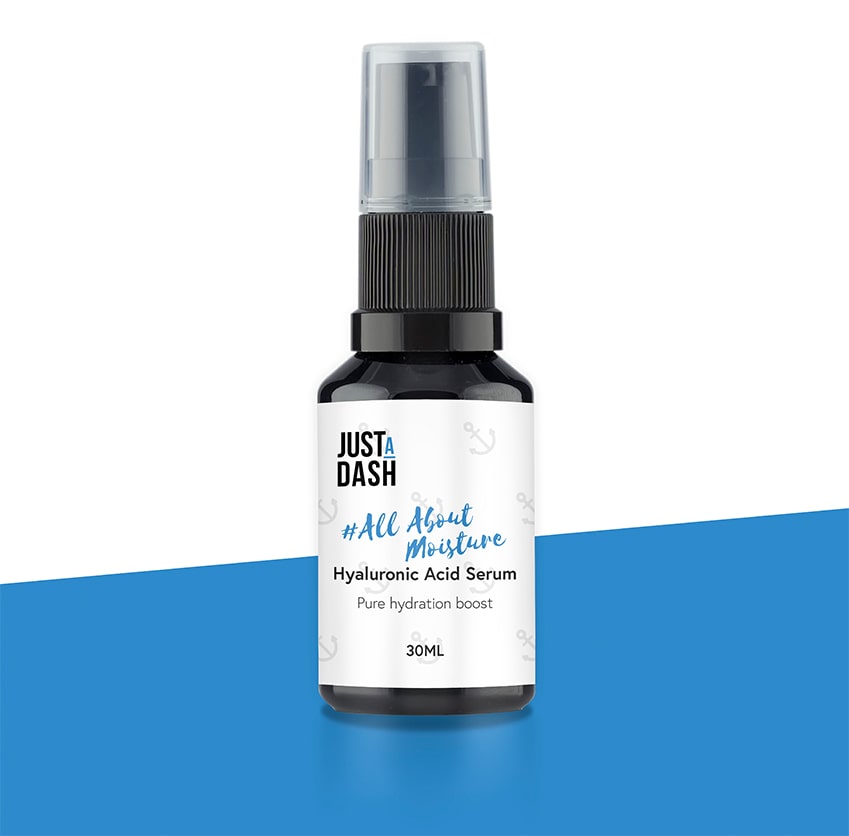 JUST A
DASH
#All About
Moisture
Hyaluronic Acid Serum
Pure hydration boost
30ML